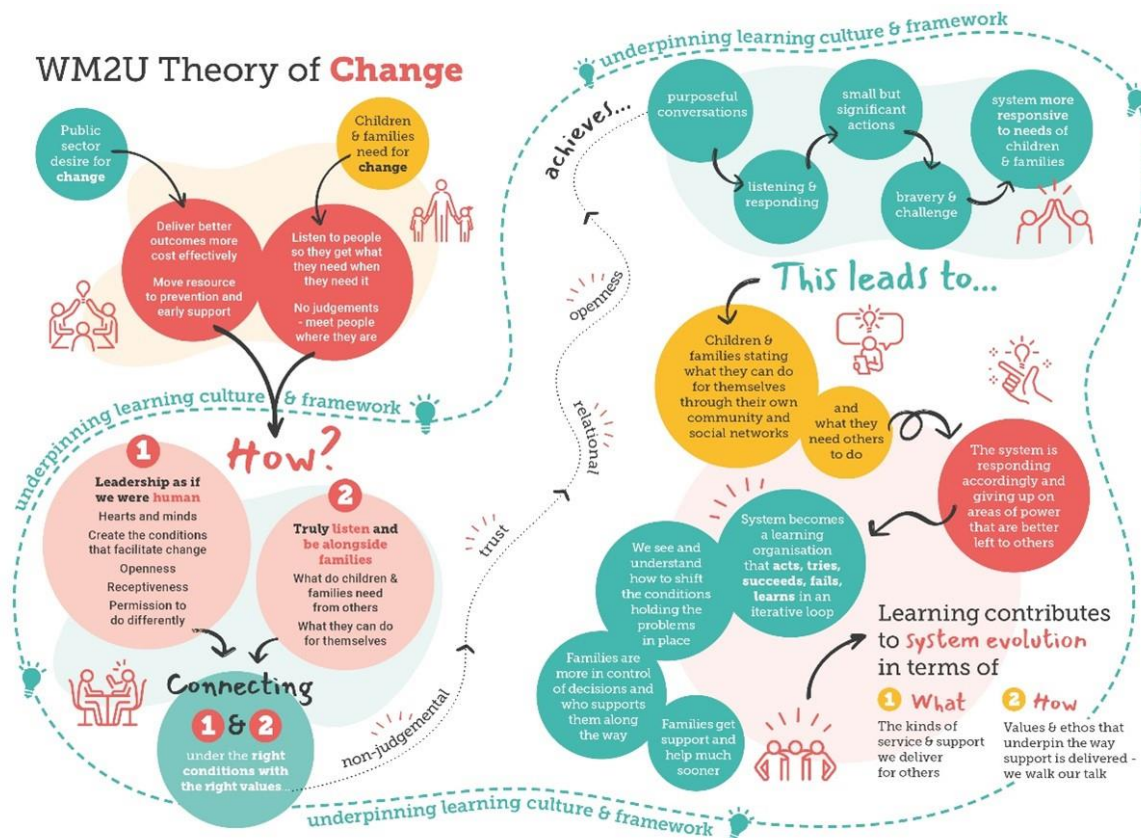 WM2U Theory of Change
Public
sector
desire for
change
Children
& families
need for
change
Deliver better
outcomes more
cost effectively
Move resource
to prevention and
early support
Listen to people
so they get what
they need when
they need it
No judgements
- meet people
where they are
underpinning learning culture & framework
How?
1
Leadership as if
we were human
Hearts and minds
Create the conditions
that facilitate change
Openness
Receptiveness
Permission to
do differently
2
Truly listen and
be alongside
families
What do children &
families need
from others
What they can do
for themselves
Connecting
1 & 2
under the right
conditions with
the right values...
non-judgemental
trust
relational
openness
achieves...
underpinning learning culture & framework
purposeful
conversations
listening &
responding
small but
significant
actions
bravery &
challenge
system more
responsive
to needs of
children
& families
This leads to...
Children &
families stating
what they can do
for themselves
through their own
community and
social networks
and
what they
need others
to do
The system is
responding
accordingly and
giving up on
areas of power
that are better
left to others
System becomes
a learning
organisation
that acts, tries,
succeeds, fails,
learns in an
iterative loop
We see and
understand
how to shift
the conditions
holding the
problems
in place
Families are
more in control
of decisions and
who supports
them along
the way
Families get
support and
help much
sooner
Learning contributes
to system evolution
in terms of
1 What
The kinds of
service & support
we deliver
for others
2 How
Values & ethos that
underpin the way
support is delivered -
we walk our talk
underpinning learning culture & framework